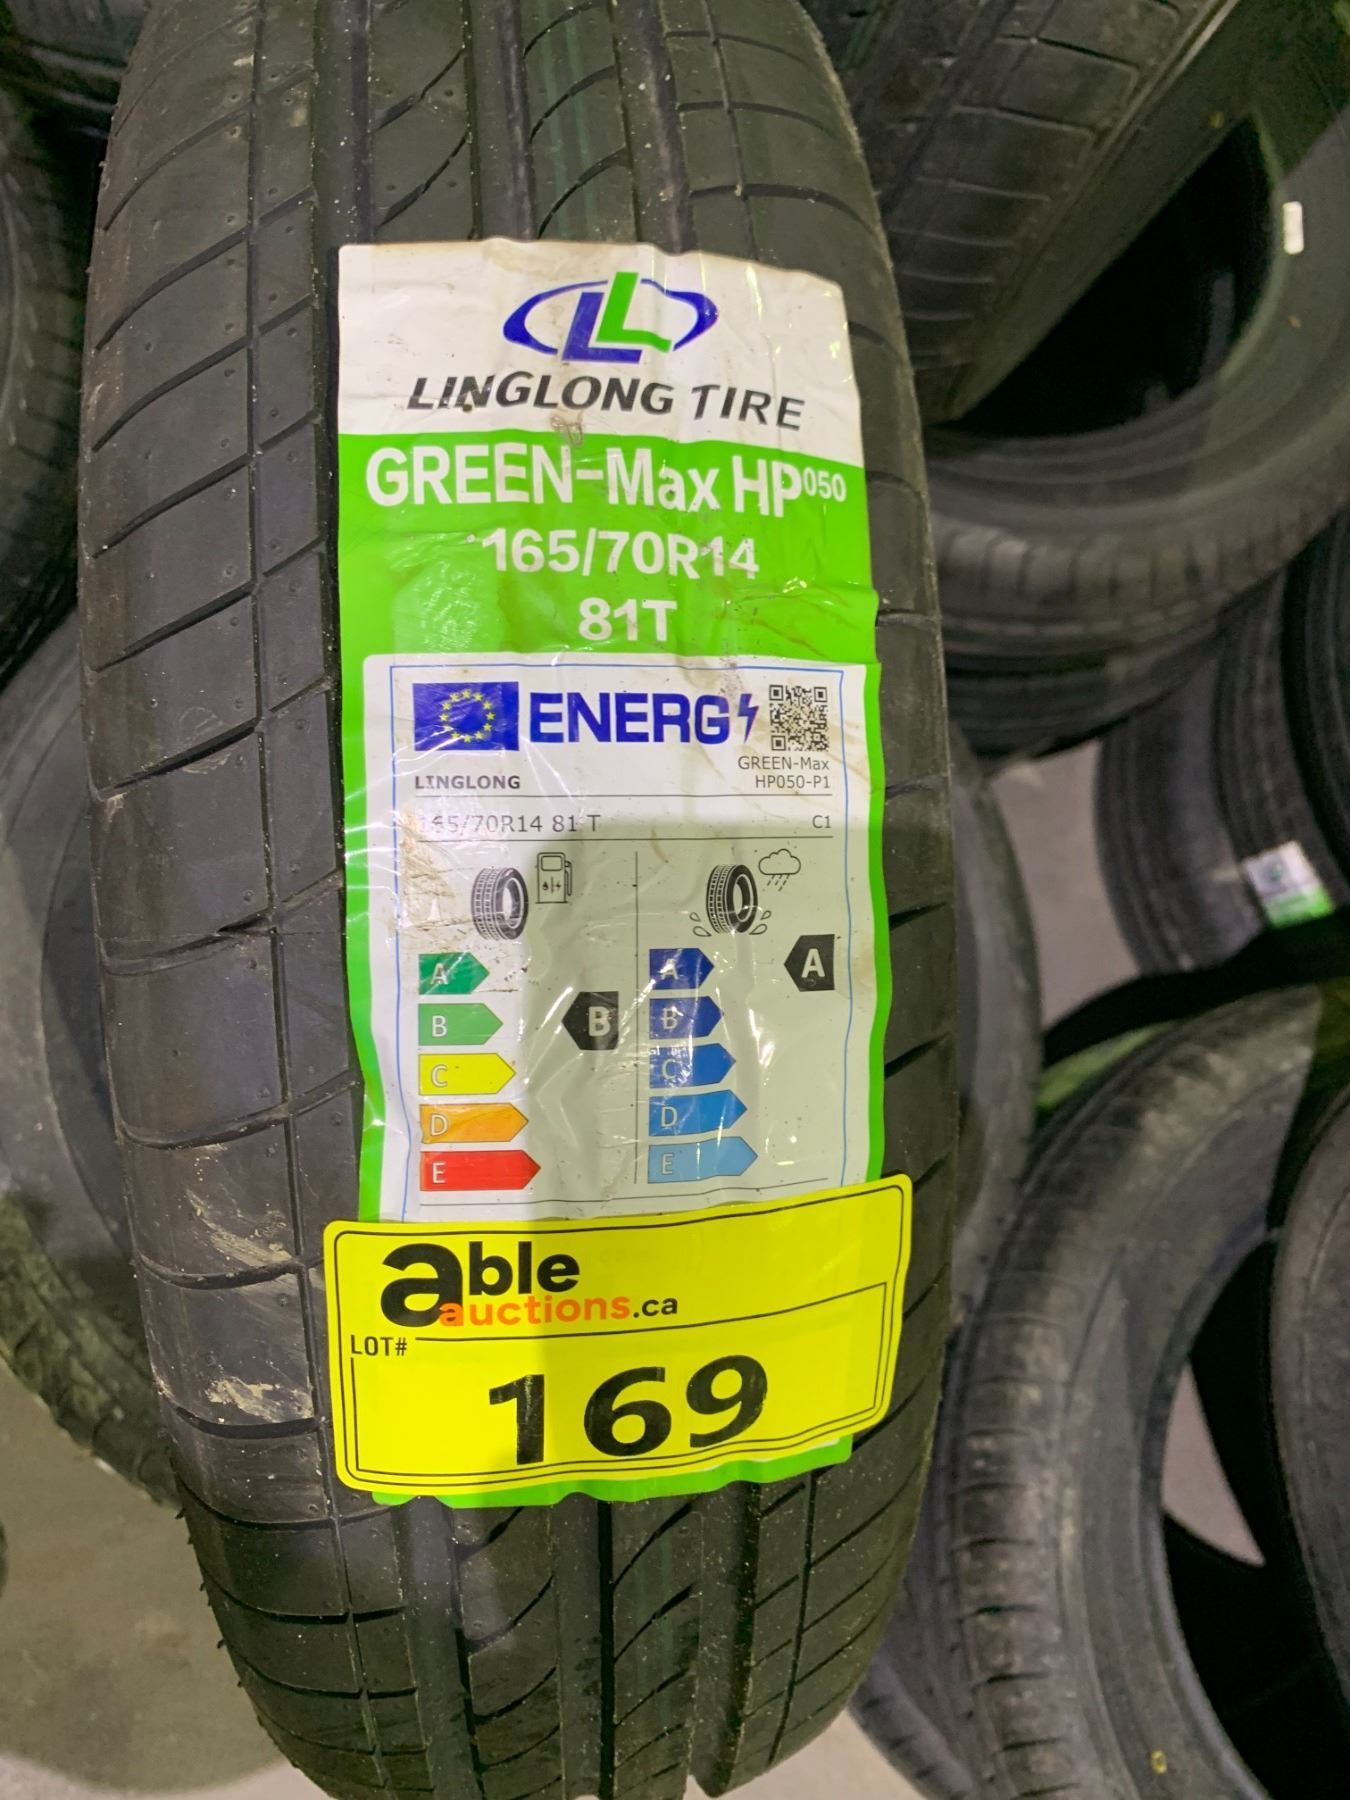 LINGLONG TIRE
GREEN-Max HP050
165/70R14
81T
ENERG
GREEN-Max
LINGLONG HP050-P1
165/70R14 81 T C1
A A A
B B B
C C
D D
E E
able
auctions.ca
LOT#
169